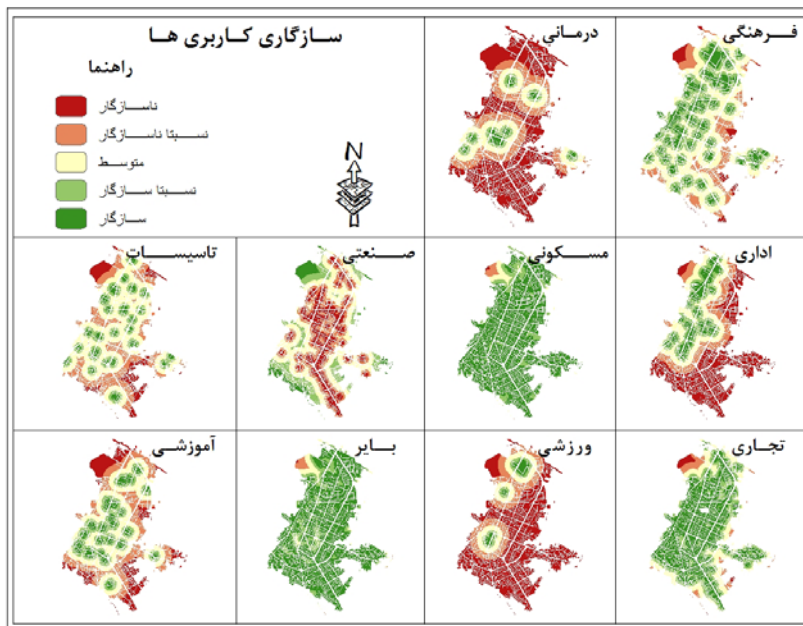 سازگاری کاربری ها
راهنما
ناسازگار
نسبتا ناسازگار
متوسط
نسبتا سازگار
سازگار
N
درمانی
فرهنگی
تاسیسات
صنعتی
مسکونی
اداری
آموزشی
بایر
ورزشی
تجاری